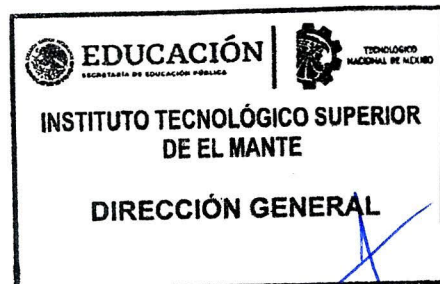 EDUCACIÓN
SECRETARÍA DE EDUCACIÓN PÚBLICA
TECNOLÓGICO
NACIONAL DE MÉXICO
INSTITUTO TECNOLÓGICO SUPERIOR
DE EL MANTE
DIRECCIÓN GENERAL